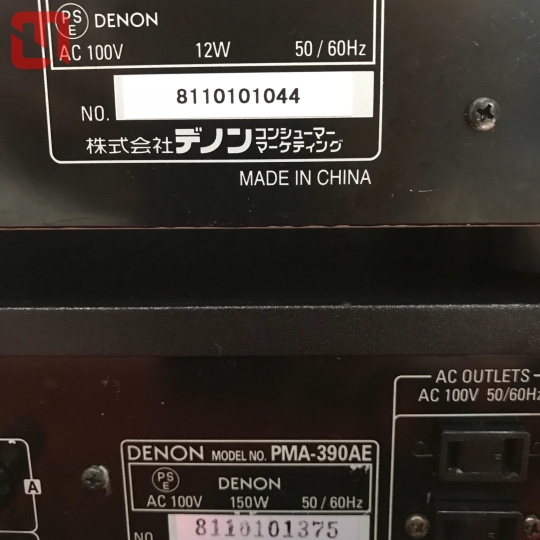 PS
E DENON
AC 100V 12W 50/60Hz
NO. 8110101044
株式会社デノン コンシューマー
マーケティング
MADE IN CHINA
AC OUTLETS
AC 100V 50/60Hz
DENON MODEL NO. PMA-390AE
PS
E DENON
AC 100V 150W 50/60Hz
A
NO. 8110101375